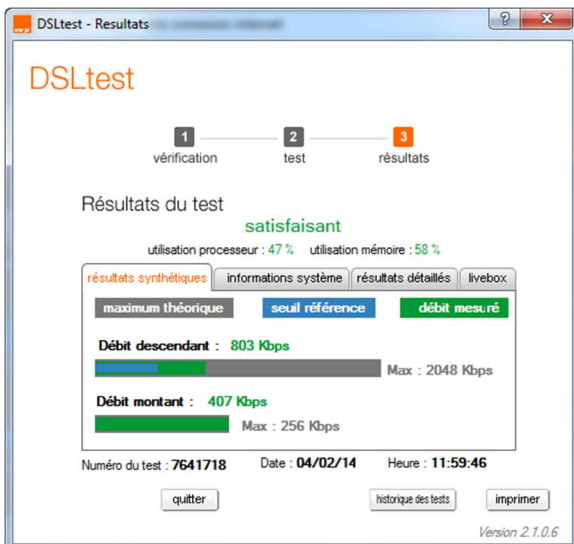 DSLtest - Resultats
DSLtest
1 2 3
vérification test résultats
Résultats du test
satisfaisant
utilisation processeur : 47 % utilisation mémoire : 58 %
résultats synthétiques informations système résultats détaillés livebox
maximum théorique seuil référence débit mesuré
Débit descendant : 803 Kbps
Max : 2048 Kbps
Débit montant : 407 Kbps
Max : 256 Kbps
Numéro du test : 7641718 Date : 04/02/14 Heure : 11:59:46
quitter historique des tests imprimer
Version 2.1.0.6